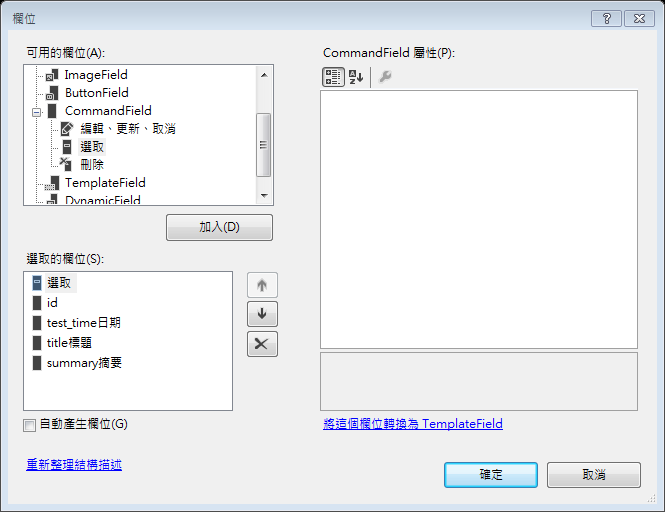 欄位
可用的欄位(A):
ImageField
ButtonField
CommandField
編輯、更新、取消
選取
刪除
TemplateField
DynamicField
加入(D)
選取的欄位(S):
選取
id
test_time日期
title標題
summary摘要
自動產生欄位(G)
重新整理結構描述
CommandField 屬性(P):
將這個欄位轉換為 TemplateField
確定
取消